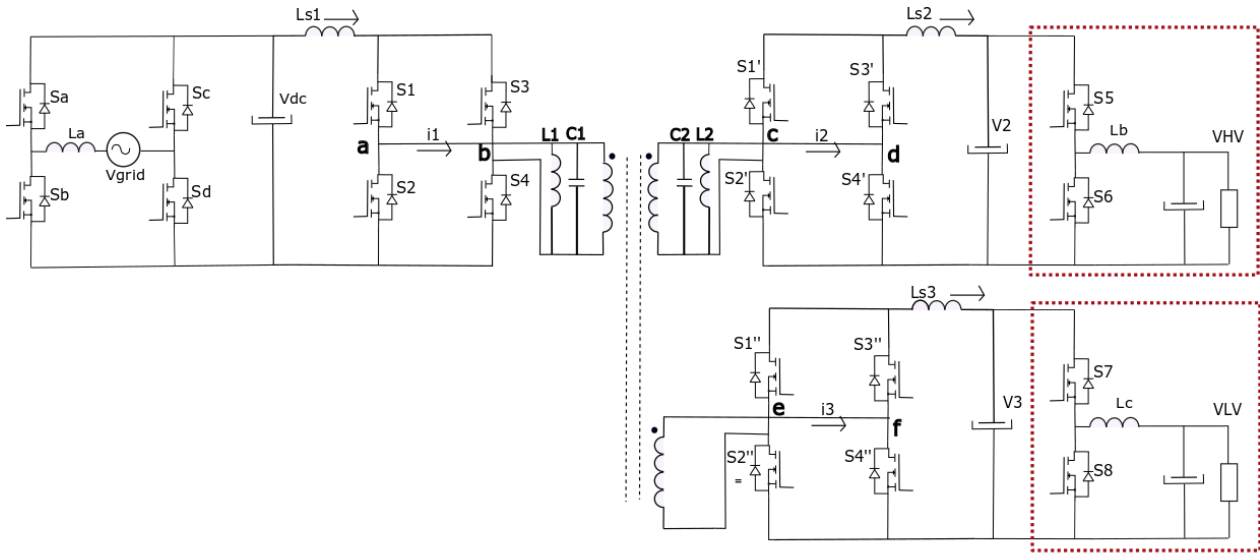 Ls1
Ls2
Sa
Sc
Vdc
S1
S3
S1'
S3'
V2
S5
La
Vgrid
a
i1
b
L1
C1
C2
L2
c
i2
d
Lb
VHV
Sb
Sd
S2
S4
S2'
S4'
S6
Ls3
S1''
S3''
V3
S7
e
i3
f
Lc
VLV
S2''
=
S4''
S8